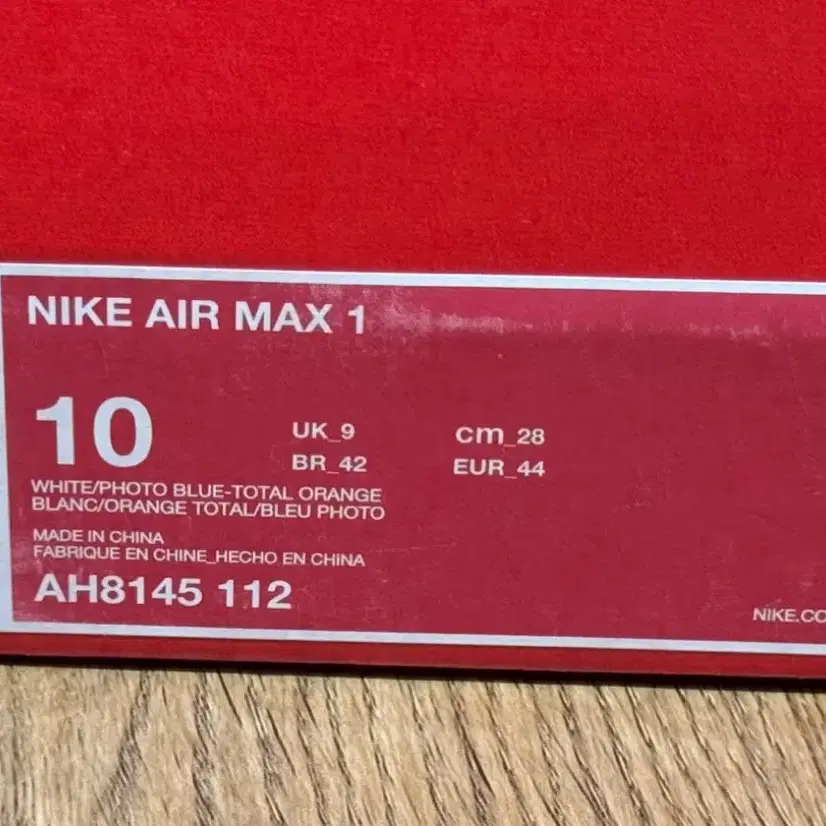 NIKE AIR MAX 1
10
UK_9 cm_28
BR_42 EUR_44
WHITE/PHOTO BLUE-TOTAL ORANGE
BLANC/ORANGE TOTAL/BLEU PHOTO
MADE IN CHINA
FABRIQUE EN CHINE_HECHO EN CHINA
AH8145 112
NIKE.CO